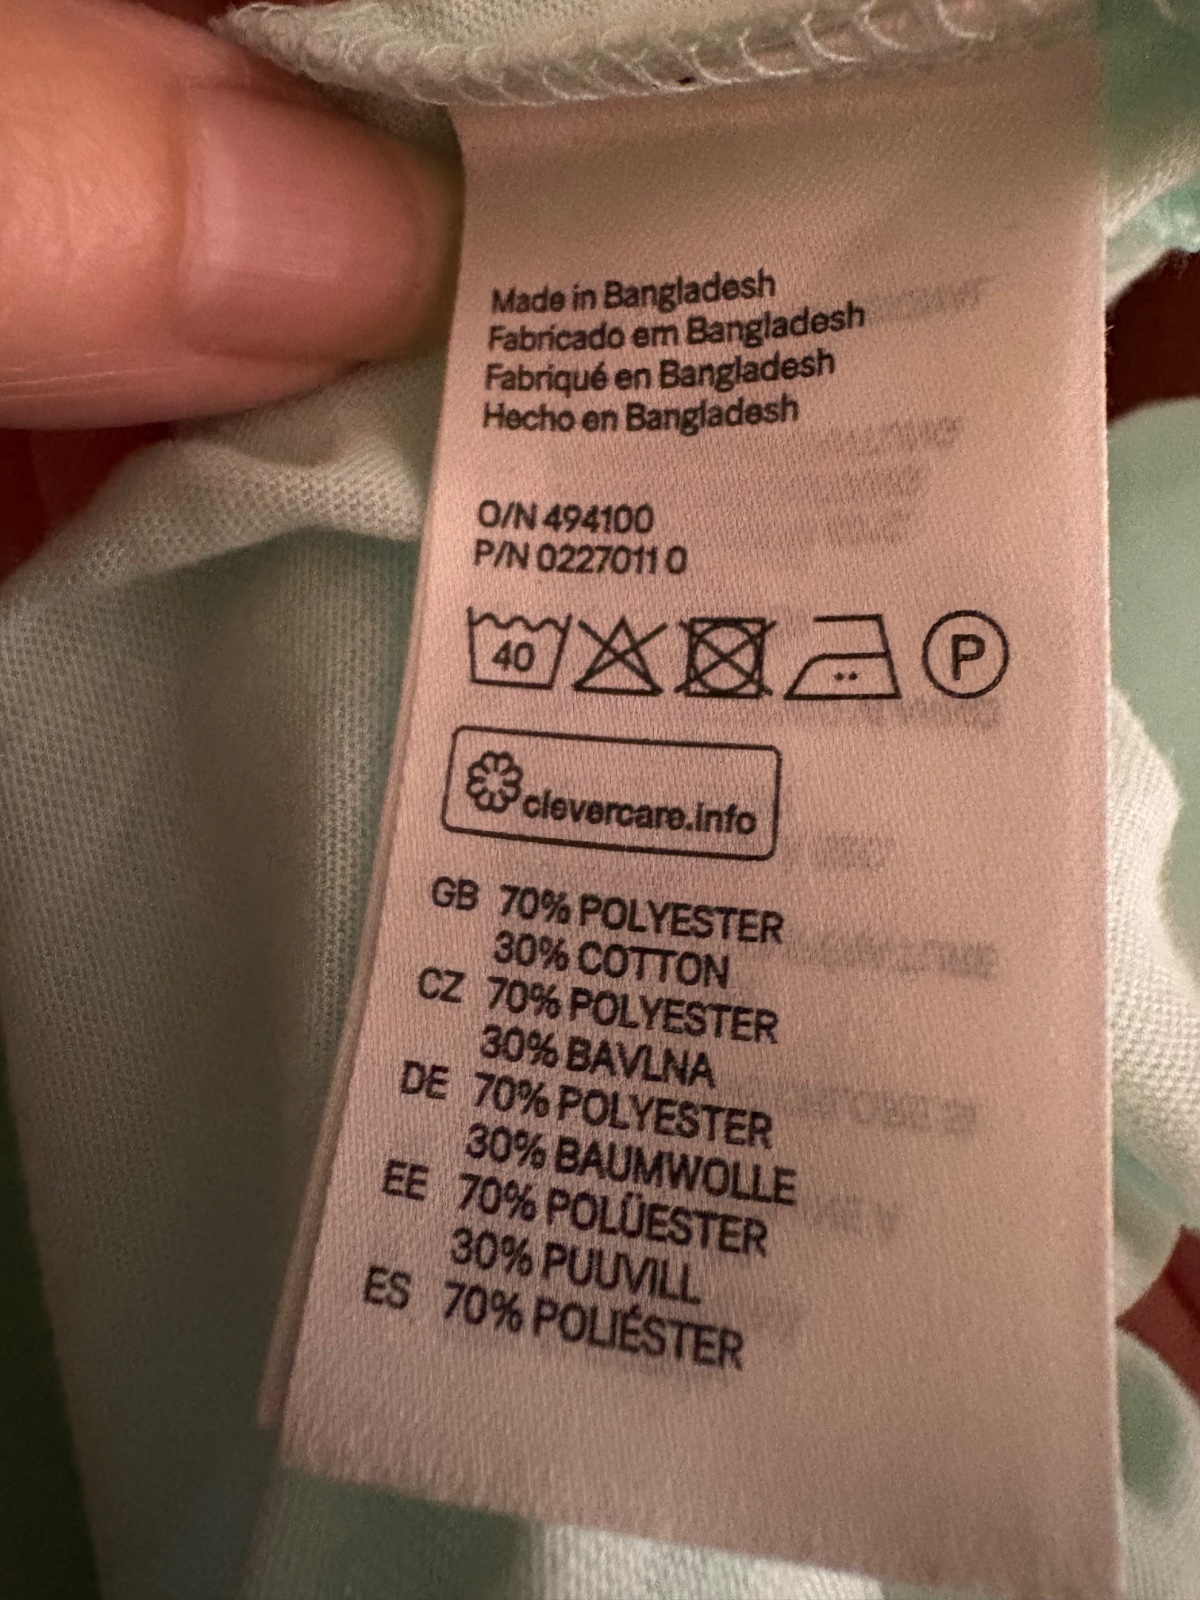 Made in Bangladesh
Fabricado em Bangladesh
Fabriqué en Bangladesh
Hecho en Bangladesh
O/N 494100
P/N 02270110
40
P
clevercare.info
GB 70% POLYESTER
30% COTTON
CZ 70% POLYESTER
30% BAVLNA
DE 70% POLYESTER
30% BAUMWOLLE
EE 70% POLÜESTER
30% PUUVILL
ES 70% POLIÉSTER